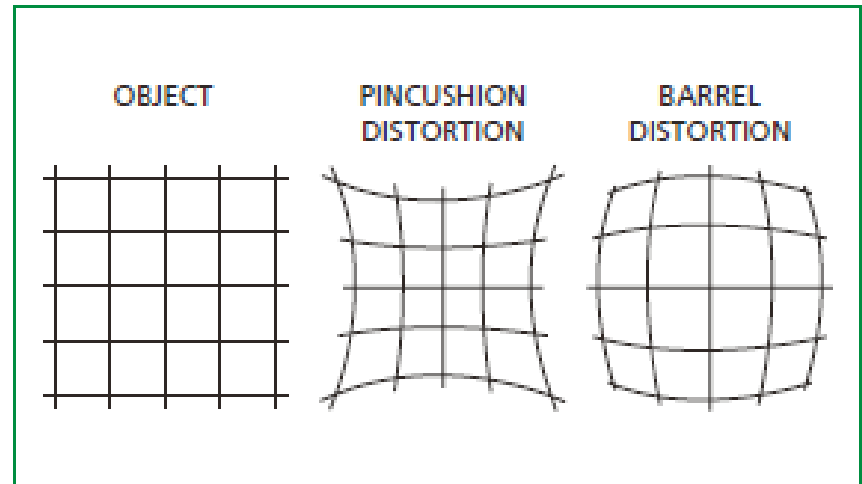 OBJECT
PINCUSHION
DISTORTION
BARREL
DISTORTION